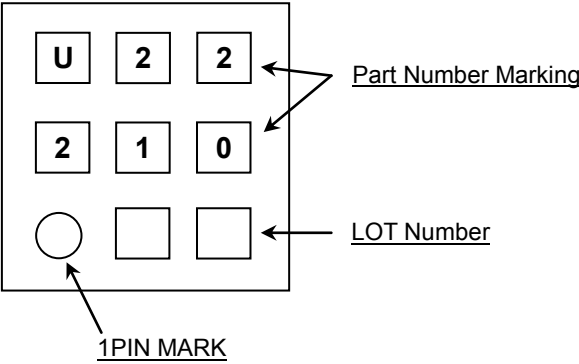 U 2 2
Part Number Marking
2 1 0
LOT Number
1PIN MARK